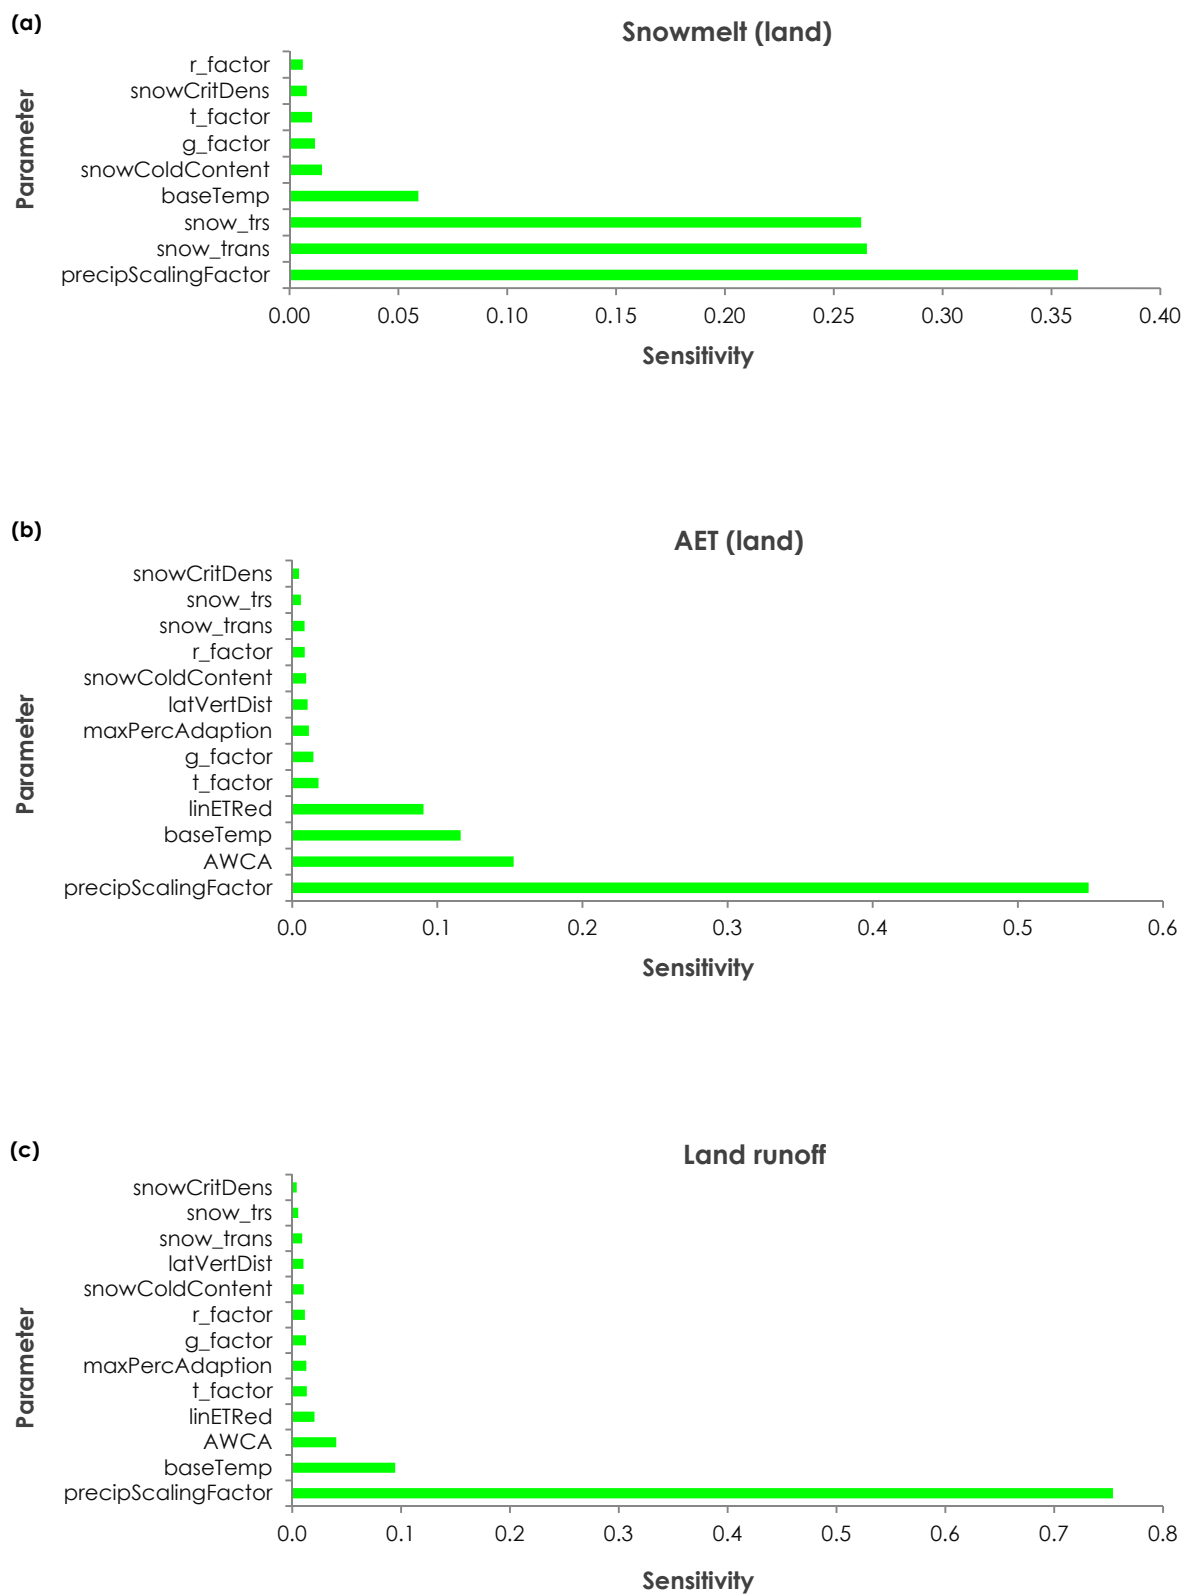 (a)
Snowmelt (land)
Parameter
r_factor
snowCritDens
t_factor
g_factor
snowColdContent
baseTemp
snow_trs
snow_trans
precipScalingFactor
0.00 0.05 0.10 0.15 0.20 0.25 0.30 0.35 0.40
Sensitivity
(b)
AET (land)
Parameter
snowCritDens
snow_trs
snow_trans
r_factor
snowColdContent
latVertDist
maxPercAdaption
g_factor
t_factor
linETRed
baseTemp
AWCA
precipScalingFactor
0.0 0.1 0.2 0.3 0.4 0.5 0.6
Sensitivity
(c)
Land runoff
Parameter
snowCritDens
snow_trs
snow_trans
latVertDist
snowColdContent
r_factor
g_factor
maxPercAdaption
t_factor
linETRed
AWCA
baseTemp
precipScalingFactor
0.0 0.1 0.2 0.3 0.4 0.5 0.6 0.7 0.8
Sensitivity